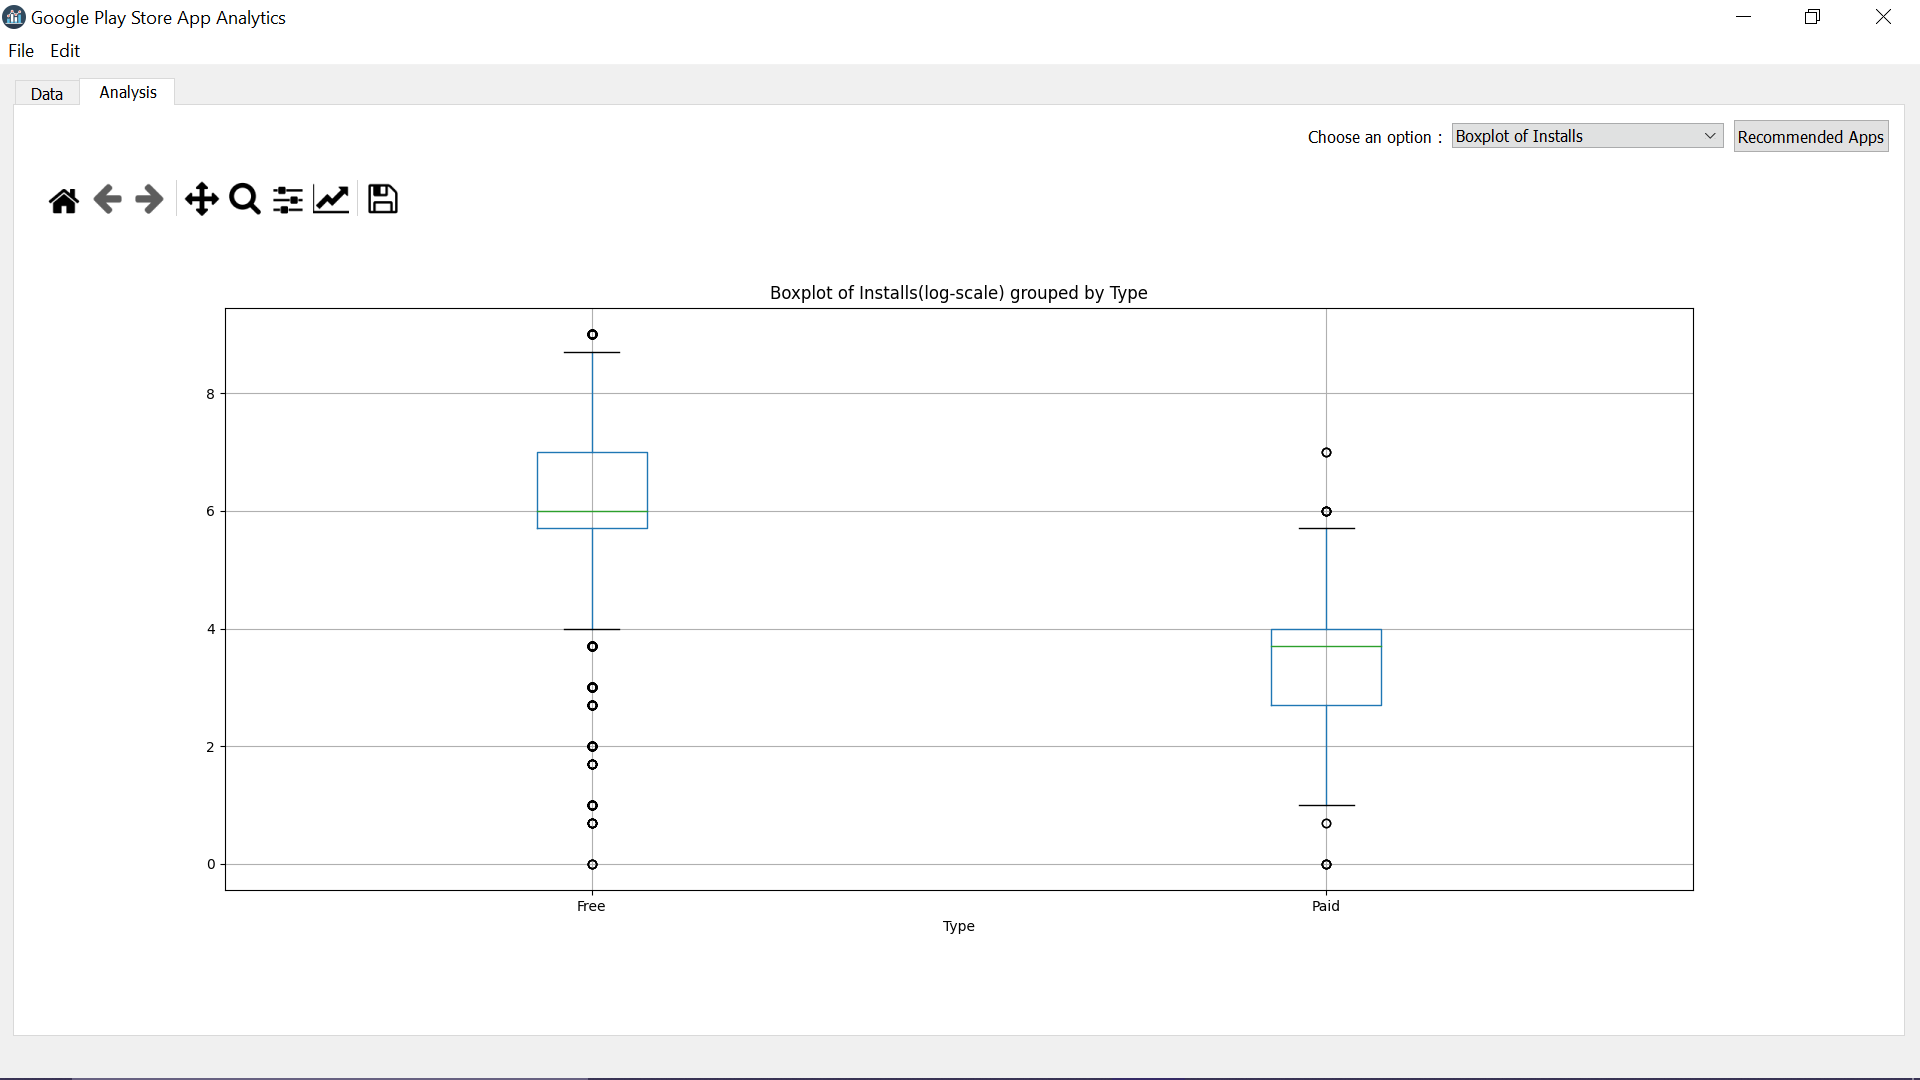 Google Play Store App Analytics
File Edit
Data Analysis
Choose an option : Boxplot of Installs Recommended Apps
Boxplot of Installs(log-scale) grouped by Type
8
6
4
2
0
Free Paid
Type